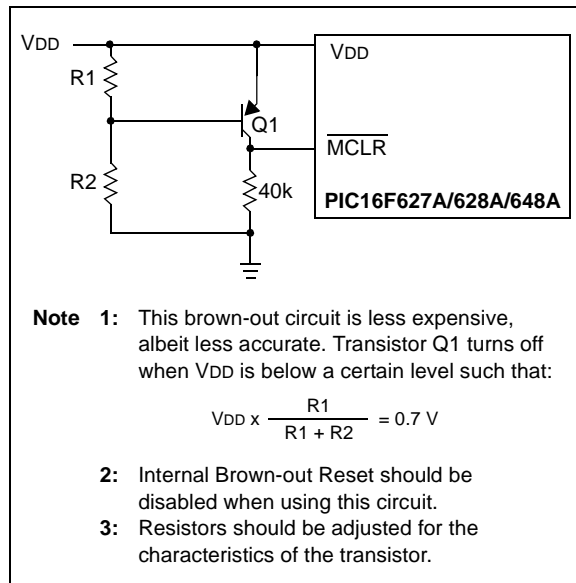 VDD
VDD
R1
Q1
MCLR
R2
40k
PIC16F627A/628A/648A
Note 1: This brown-out circuit is less expensive,
albeit less accurate. Transistor Q1 turns off
when VDD is below a certain level such that:
VDD x R1 / R1 + R2 = 0.7 V
2: Internal Brown-out Reset should be
disabled when using this circuit.
3: Resistors should be adjusted for the
characteristics of the transistor.